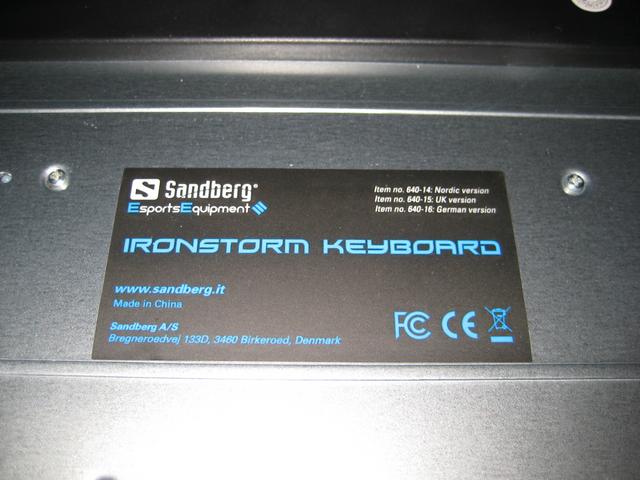 Sandberg®
EsportsEquipment
Item no. 640-14: Nordic version
Item no. 640-15: UK version
Item no. 640-16: German version
IRONSTORM KEYBOARD
www.sandberg.it
Made in China
Sandberg A/S
Bregneroedvej 133D, 3460 Birkeroed, Denmark
FC CE